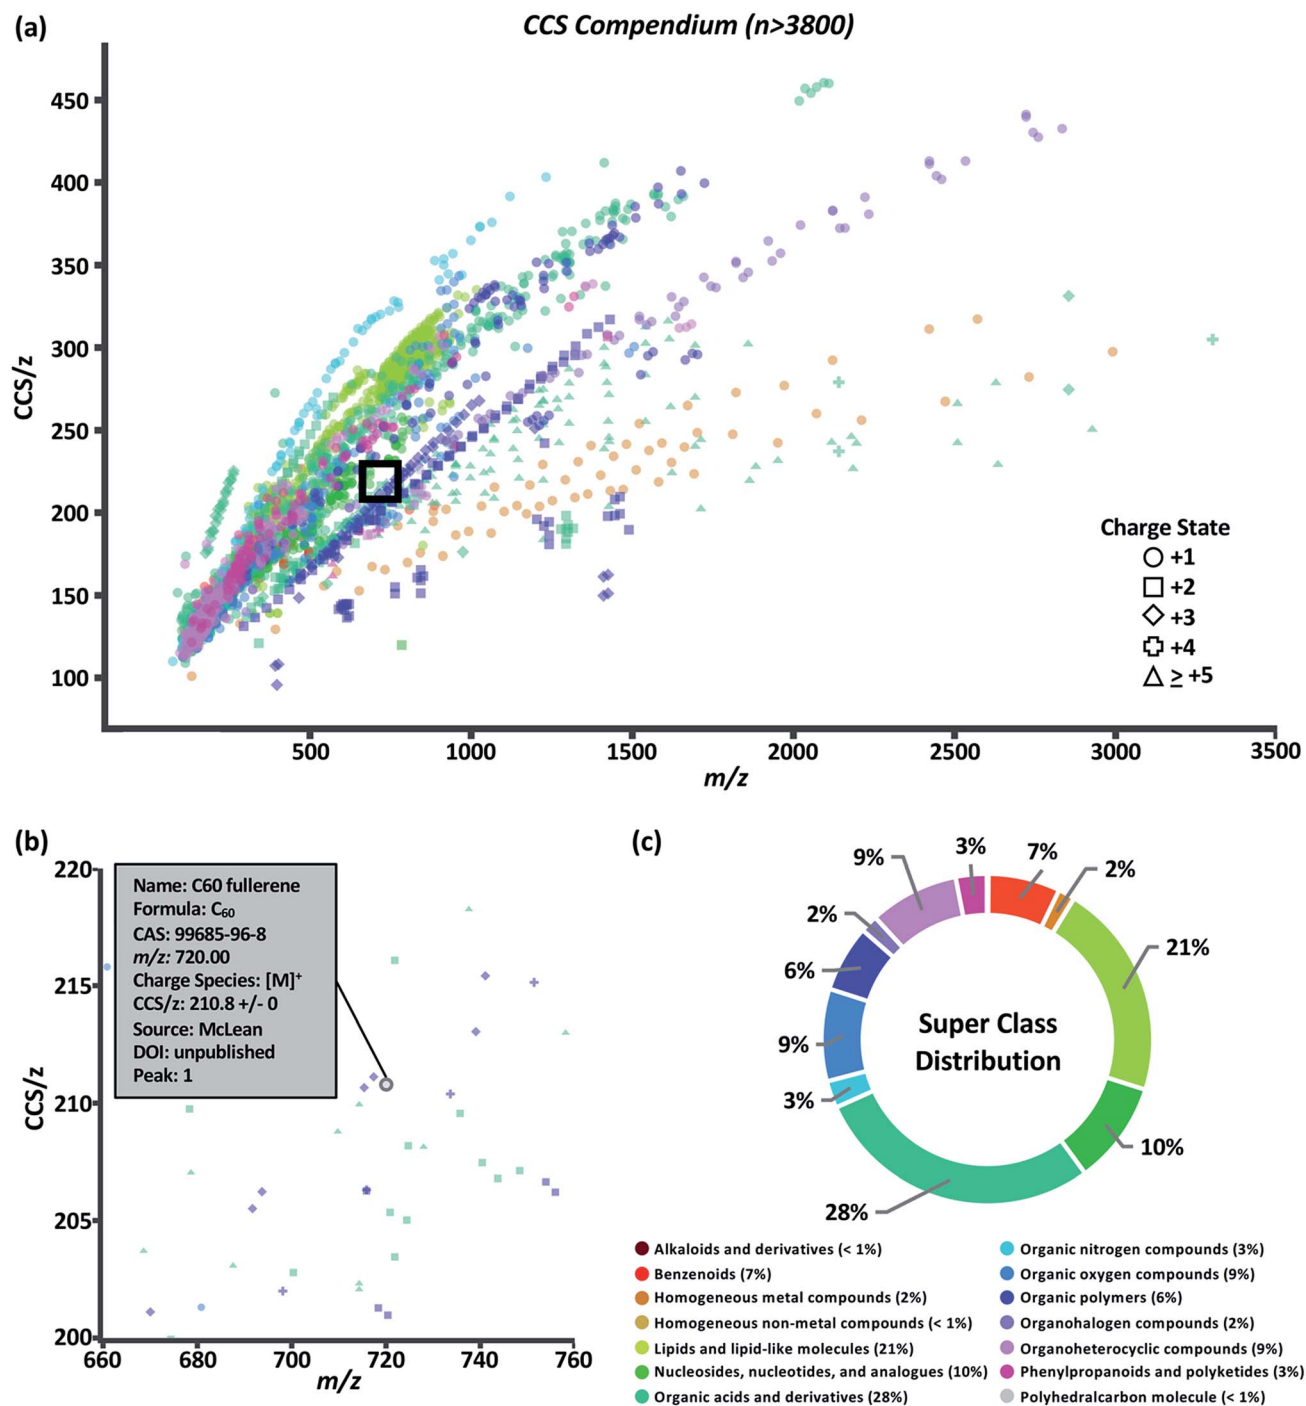 (a)
CCS Compendium (n>3800)
CCS/z
450
400
350
300
250
200
150
100
500
1000
1500
2000
2500
3000
3500
m/z
Charge State
+1
+2
+3
+4
≥ +5
(b)
CCS/z
220
215
210
205
200
660
680
700
720
740
760
m/z
Name: C60 fullerene
Formula: C₆₀
CAS: 99685-96-8
m/z: 720.00
Charge Species: [M]⁺
CCS/z: 210.8 +/- 0
Source: McLean
DOI: unpublished
Peak: 1
(c)
9%
3%
7%
2%
2%
21%
6%
9%
3%
10%
28%
Super Class
Distribution
Alkaloids and derivatives (< 1%)
Benzenoids (7%)
Homogeneous metal compounds (2%)
Homogeneous non-metal compounds (< 1%)
Lipids and lipid-like molecules (21%)
Nucleosides, nucleotides, and analogues (10%)
Organic acids and derivatives (28%)
Organic nitrogen compounds (3%)
Organic oxygen compounds (9%)
Organic polymers (6%)
Organohalogen compounds (2%)
Organoheterocyclic compounds (9%)
Phenylpropanoids and polyketides (3%)
Polyhedralcarbon molecule (< 1%)